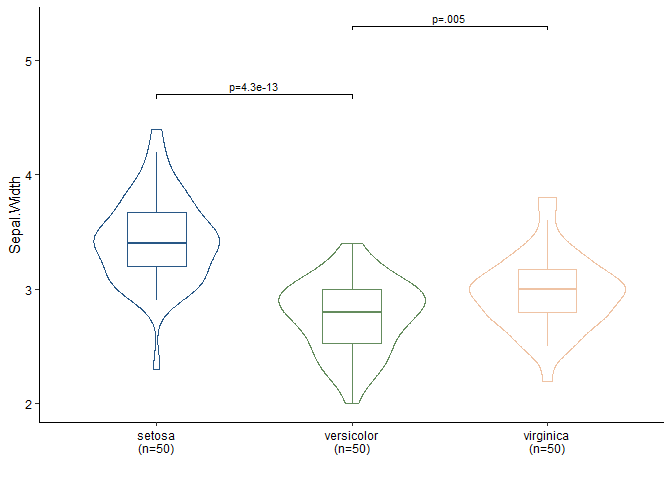 p=.005
5
p=4.3e-13
4
Sepal.Width
3
2
setosa versicolor virginica
(n=50) (n=50) (n=50)